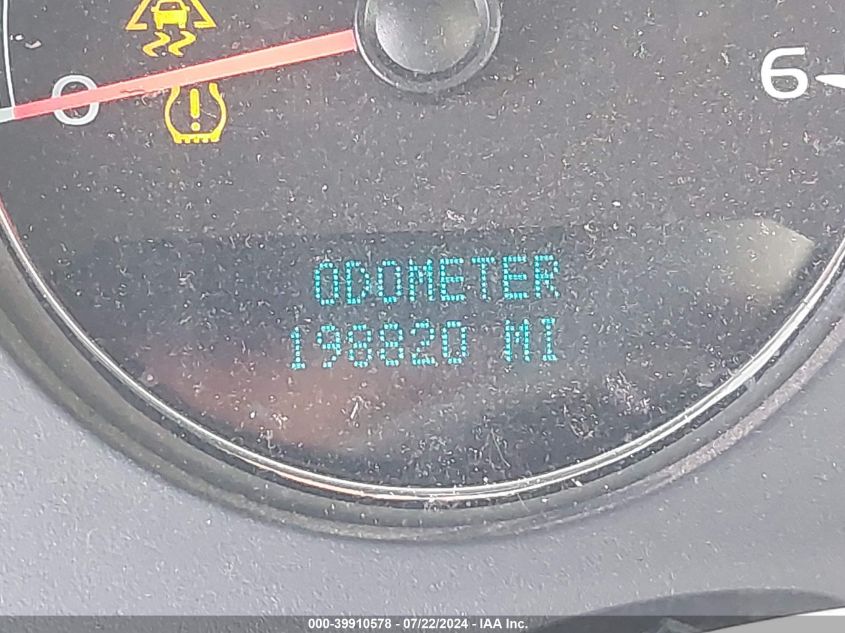 0
6
ODOMETER
198820 MI
000-39910578 - 07/22/2024 - IAA Inc.